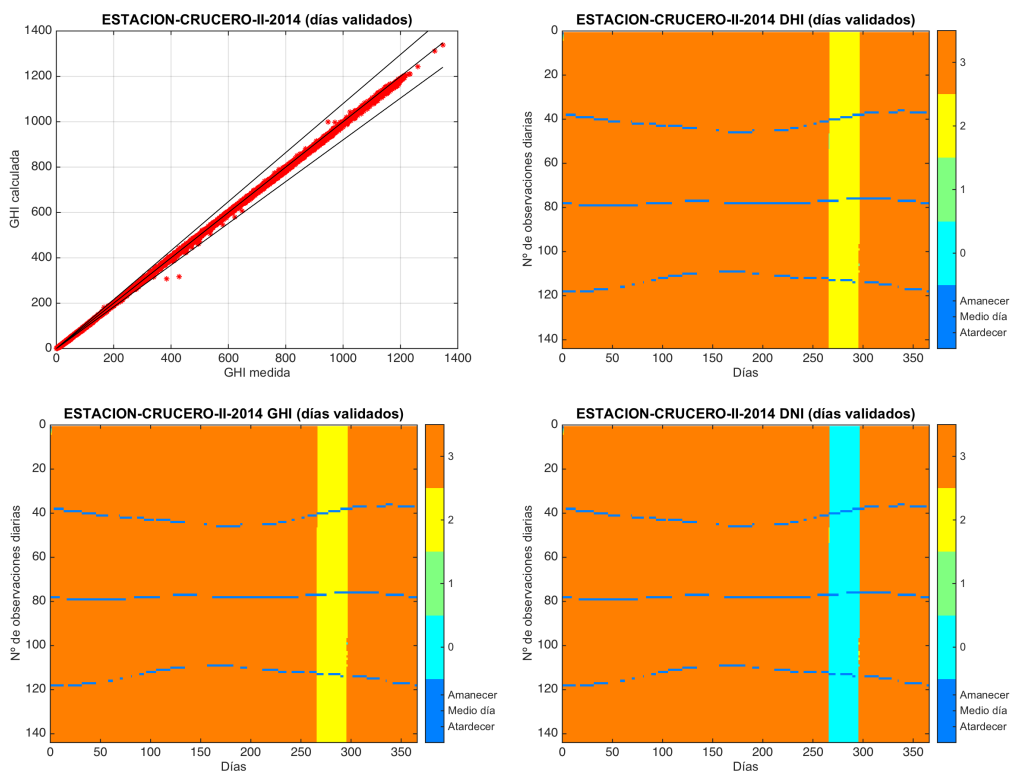 ESTACION-CRUCERO-II-2014 (días validados)
1400
1200
1000
800
600
400
200
0
GHI calculada
0 200 400 600 800 1000 1200 1400
GHI medida
ESTACION-CRUCERO-II-2014 DHI (días validados)
0
20
40
60
80
100
120
140
Nº de observaciones diarias
0 50 100 150 200 250 300 350
Días
3
2
1
0
Amanecer
Medio día
Atardecer
ESTACION-CRUCERO-II-2014 GHI (días validados)
0
20
40
60
80
100
120
140
Nº de observaciones diarias
0 50 100 150 200 250 300 350
Días
3
2
1
0
Amanecer
Medio día
Atardecer
ESTACION-CRUCERO-II-2014 DNI (días validados)
0
20
40
60
80
100
120
140
Nº de observaciones diarias
0 50 100 150 200 250 300 350
Días
3
2
1
0
Amanecer
Medio día
Atardecer